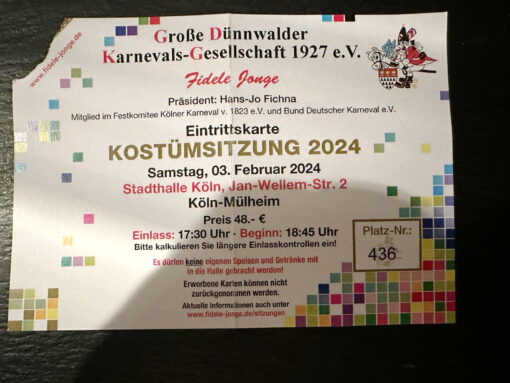 www.fidele-jonge.de
Große Dünnwalder
Karnevals-Gesellschaft 1927 e.V.
Fidele Jonge
Präsident: Hans-Jo Fichna
Mitglied im Festkomitee Kölner Karneval v. 1823 e.V. und Bund Deutscher Karneval e.V.
Eintrittskarte
KOSTÜMSITZUNG 2024
Samstag, 03. Februar 2024
Stadthalle Köln, Jan-Wellem-Str. 2
Köln-Mülheim
Preis 48.- €
Einlass: 17:30 Uhr · Beginn: 18:45 Uhr
Bitte kalkulieren Sie längere Einlasskontrollen ein!
Platz-Nr.:
436
Es dürfen keine eigenen Speisen und Getränke mit
in die Halle gebracht werden!
Erworbene Karten können nicht
zurückgenommen werden.
Aktuelle Informationen auch unter
www.fidele-jonge.de/sitzungen